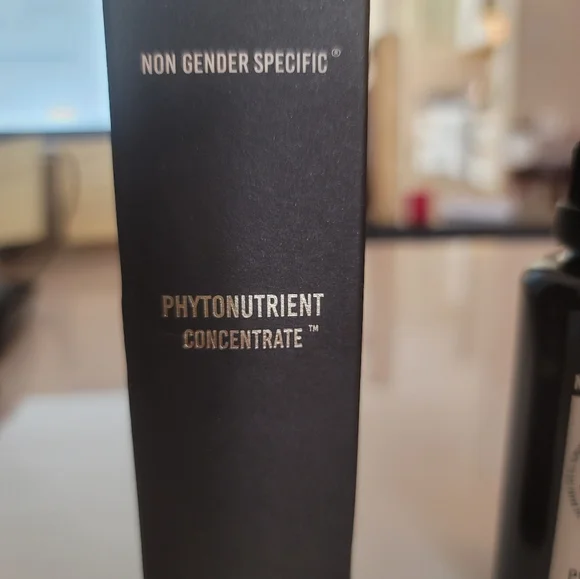 NON GENDER SPECIFIC®
PHYTONUTRIENT
CONCENTRATE™